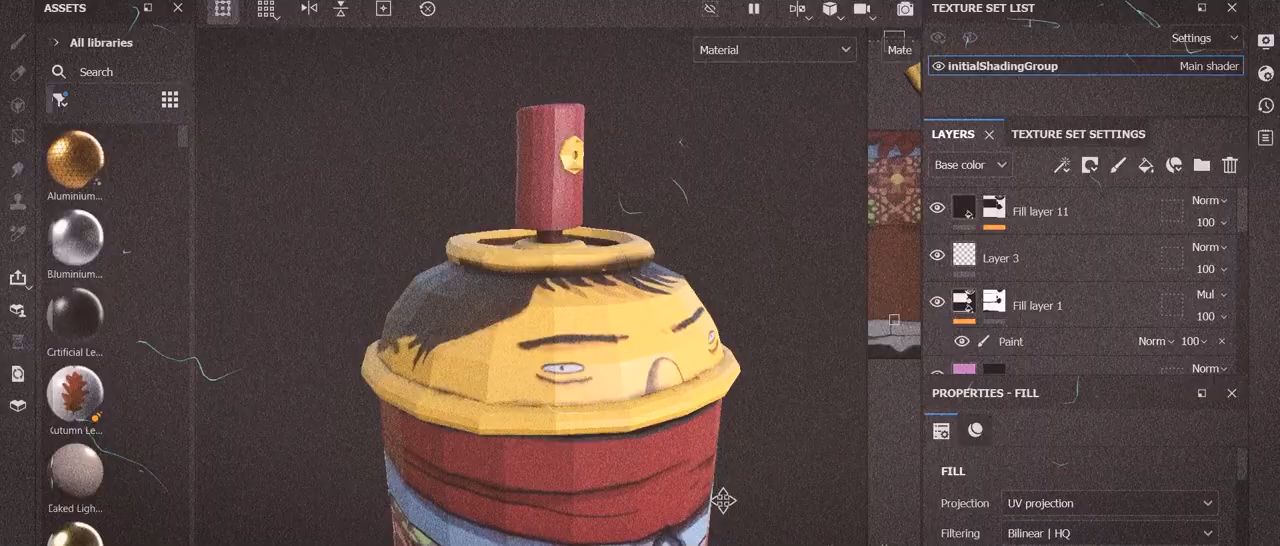 ASSETS
All libraries
Search
Aluminium...
Bluminium...
Crtificial Le...
Kutumn Le...
Eaked Ligh...
Material
Mate
TEXTURE SET LIST
Settings
initialShadingGroup Main shader
LAYERS TEXTURE SET SETTINGS
Base color
Norm
Fill layer 11
100
Norm
Layer 3
100
Mul
Fill layer 1
100
Paint Norm 100
Norm
PROPERTIES - FILL
FILL
Projection UV projection
Filtering Bilinear | HQ